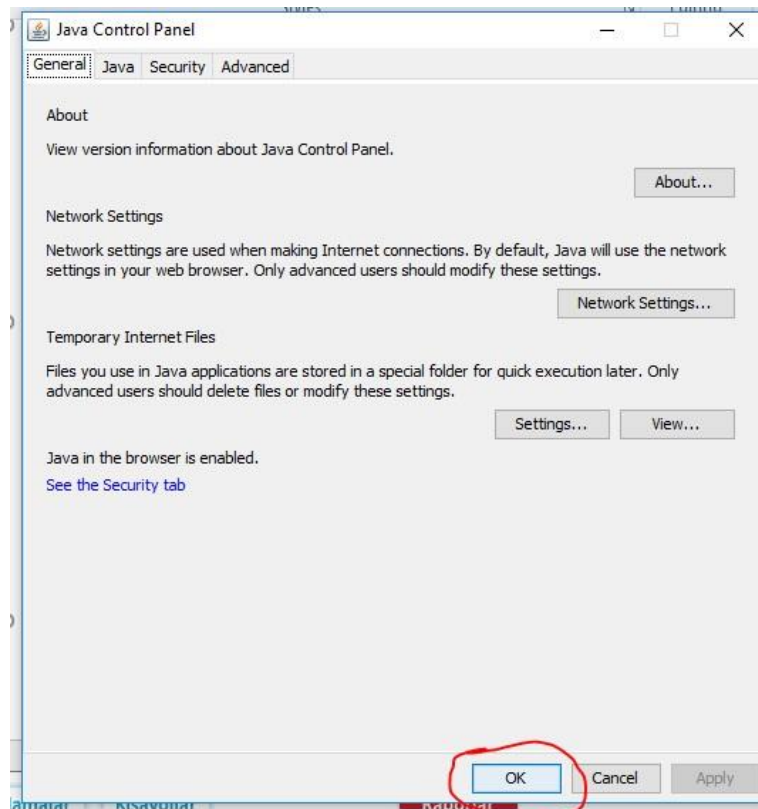 Java Control Panel
General Java Security Advanced
About
View version information about Java Control Panel.
About...
Network Settings
Network settings are used when making Internet connections. By default, Java will use the network
settings in your web browser. Only advanced users should modify these settings.
Network Settings...
Temporary Internet Files
Files you use in Java applications are stored in a special folder for quick execution later. Only
advanced users should delete files or modify these settings.
Settings... View...
Java in the browser is enabled.
See the Security tab
OK Cancel Apply